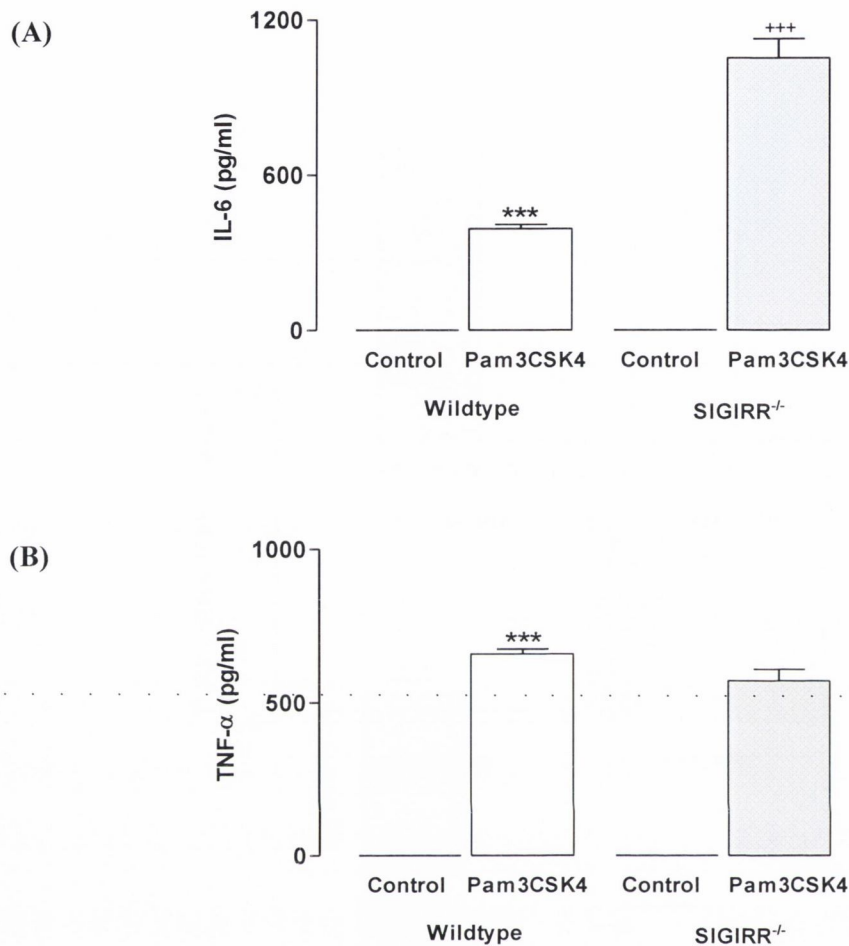 (A)
1200
600
0
IL-6 (pg/ml)
***
+++
Control Pam3CSK4 Control Pam3CSK4
Wildtype SIGIRR-/-
(B)
1000
500
0
TNF-α (pg/ml)
***
Control Pam3CSK4 Control Pam3CSK4
Wildtype SIGIRR-/-